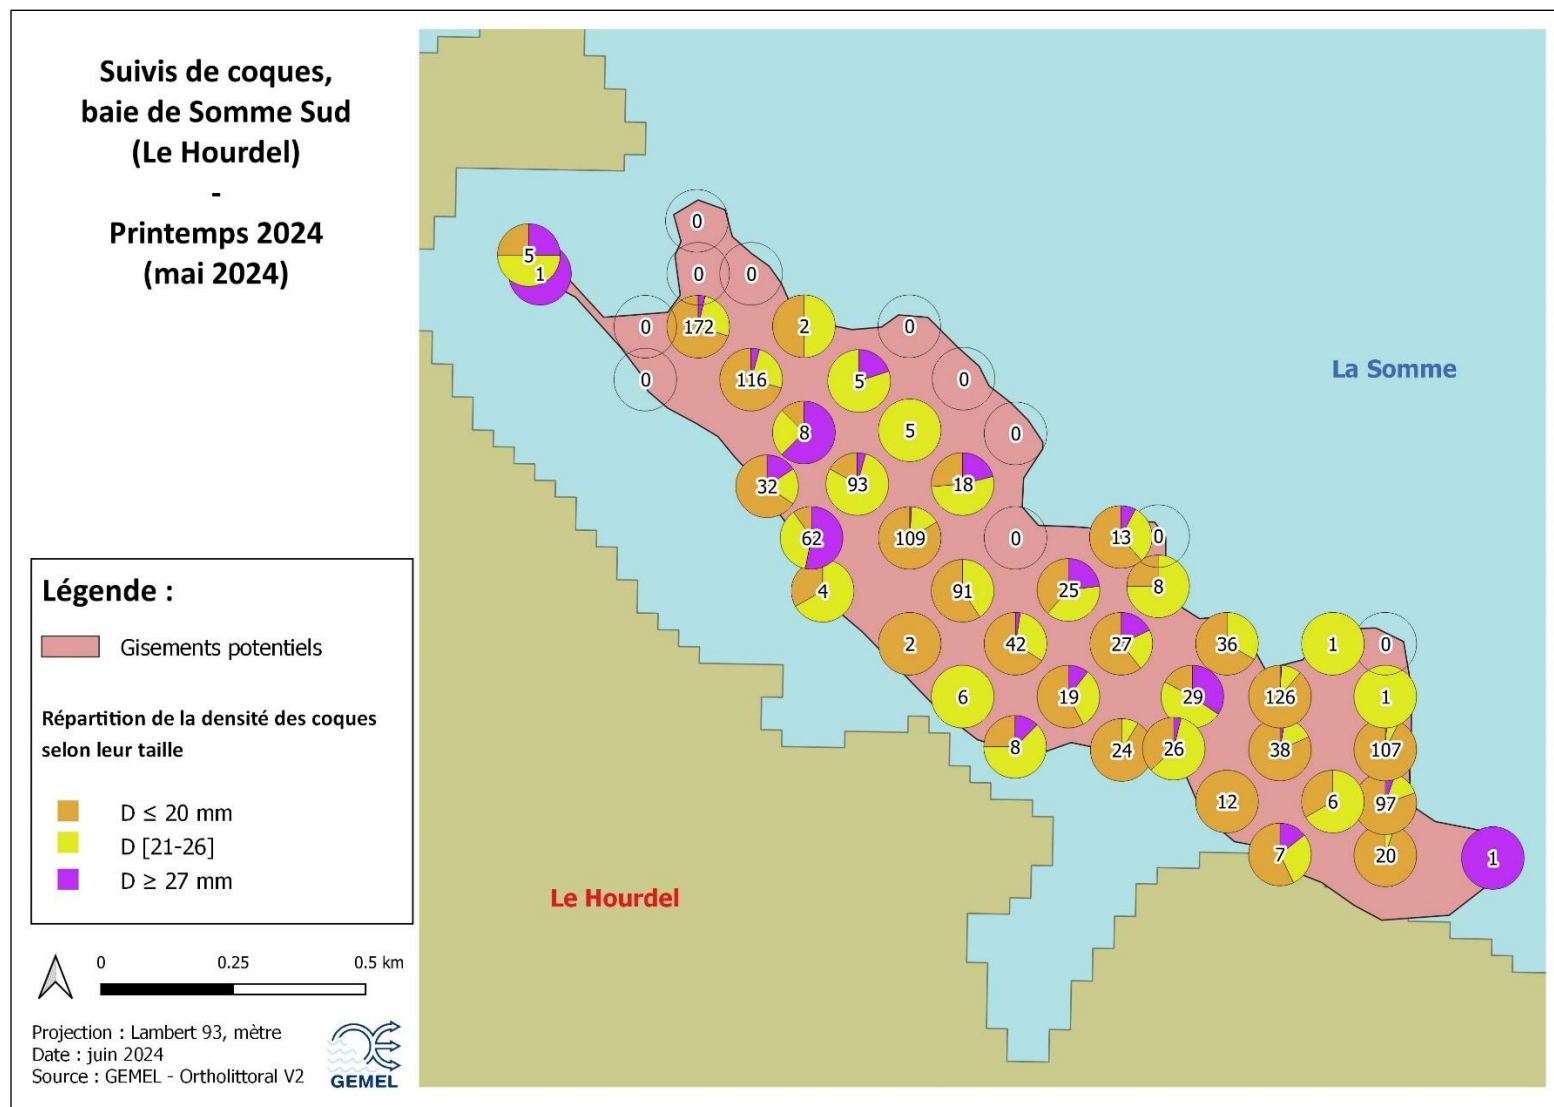 Suivis de coques,
baie de Somme Sud
(Le Hourdel)
-
Printemps 2024
(mai 2024)
Légende :
Gisements potentiels
Répartition de la densité des coques
selon leur taille
D ≤ 20 mm
D [21-26]
D ≥ 27 mm
0 0.25 0.5 km
Projection : Lambert 93, mètre
Date : juin 2024
Source : GEMEL - Ortholittoral V2
GEMEL
La Somme
Le Hourdel
0
5
1 0 0
0 172 2 0
0 116 5 0
8 5 0
32 93 18
62 109 0 13 0
4 91 25 8
2 42 27 36 1 0
6 19 29 126 1
8 24 26 38 107
12 6 97
7 20 1